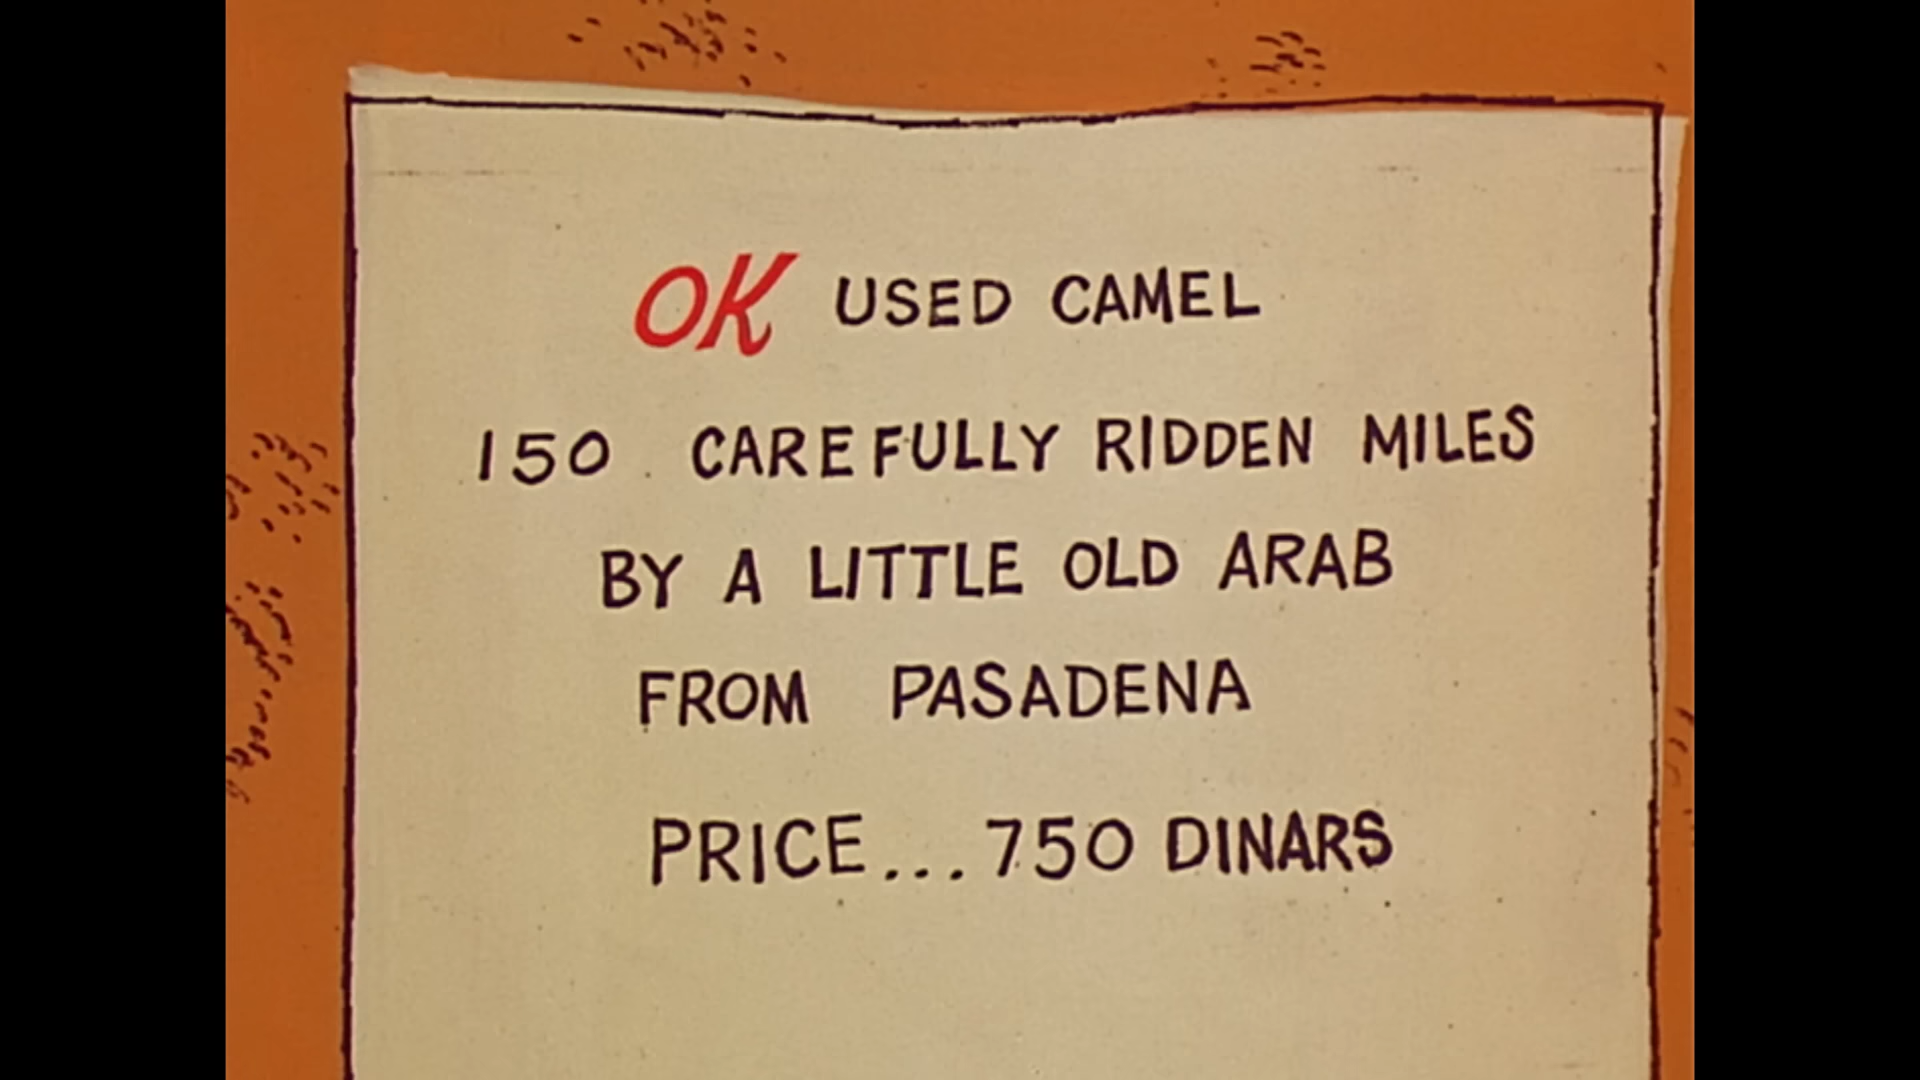 OK USED CAMEL
150 CAREFULLY RIDDEN MILES
BY A LITTLE OLD ARAB
FROM PASADENA
PRICE...750 DINARS